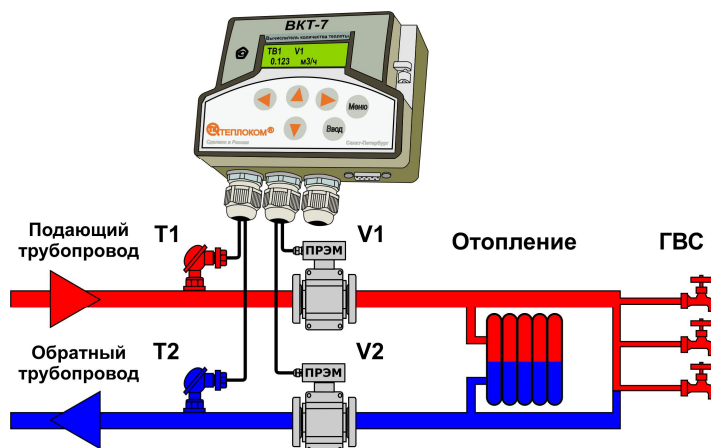 ВКТ-7
Вычислитель количества теплоты
ТВ1 V1
0.123 м3/ч
Меню
Ввод
ТЕПЛОКОМ®
Сделано в России
Санкт-Петербург
Подающий
трубопровод
Т1
ПРЭМ
V1
Отопление
ГВС
Обратный
трубопровод
Т2
ПРЭМ
V2